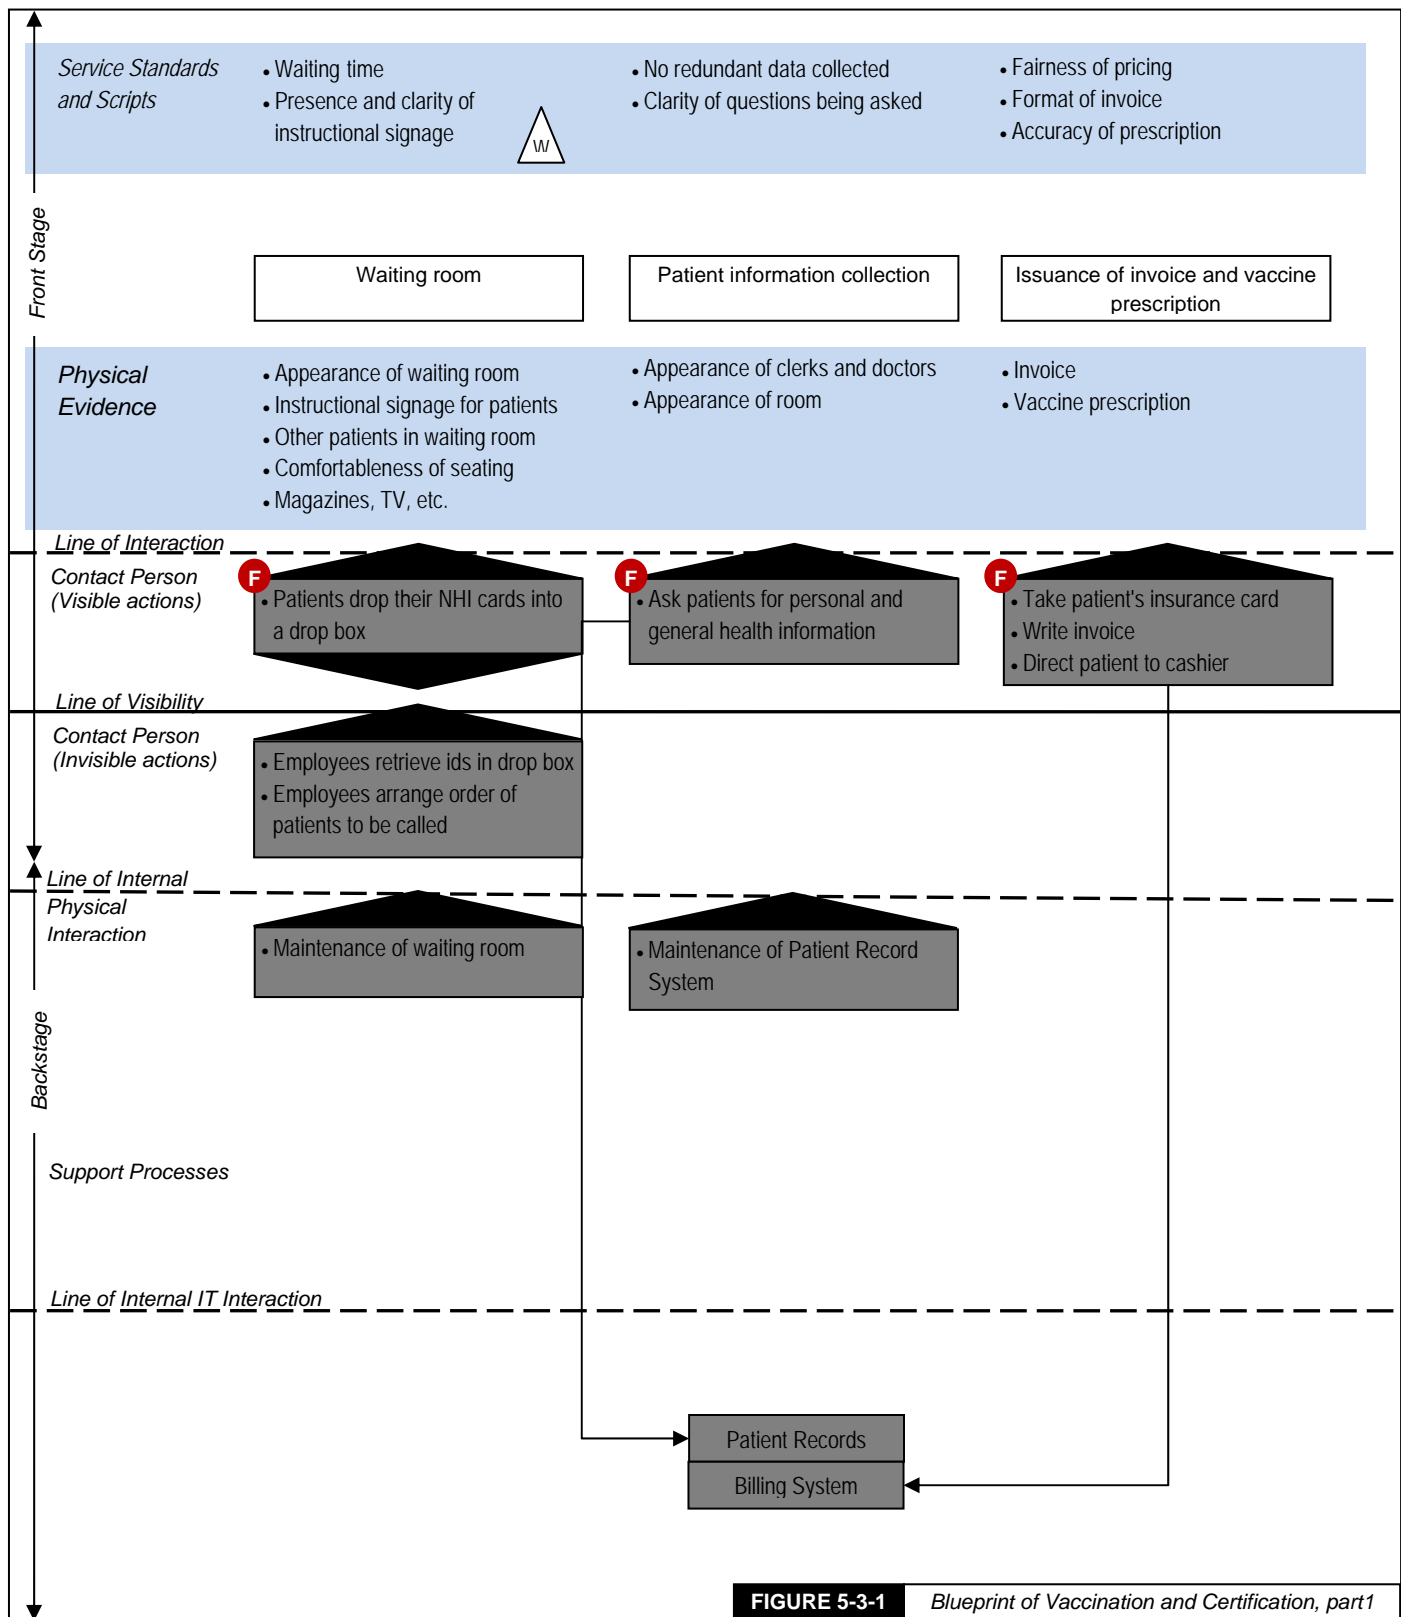 Service Standards
and Scripts
• Waiting time
• Presence and clarity of
instructional signage
W
• No redundant data collected
• Clarity of questions being asked
• Fairness of pricing
• Format of invoice
• Accuracy of prescription
Front Stage
Waiting room
Patient information collection
Issuance of invoice and vaccine
prescription
Physical
Evidence
• Appearance of waiting room
• Instructional signage for patients
• Other patients in waiting room
• Comfortableness of seating
• Magazines, TV, etc.
• Appearance of clerks and doctors
• Appearance of room
• Invoice
• Vaccine prescription
Line of Interaction
Contact Person
(Visible actions)
F
• Patients drop their NHI cards into
a drop box
F
• Ask patients for personal and
general health information
F
• Take patient's insurance card
• Write invoice
• Direct patient to cashier
Line of Visibility
Contact Person
(Invisible actions)
• Employees retrieve ids in drop box
• Employees arrange order of
patients to be called
Line of Internal
Physical
Interaction
• Maintenance of waiting room
• Maintenance of Patient Record
System
Backstage
Support Processes
Line of Internal IT Interaction
Patient Records
Billing System
FIGURE 5-3-1 Blueprint of Vaccination and Certification, part1